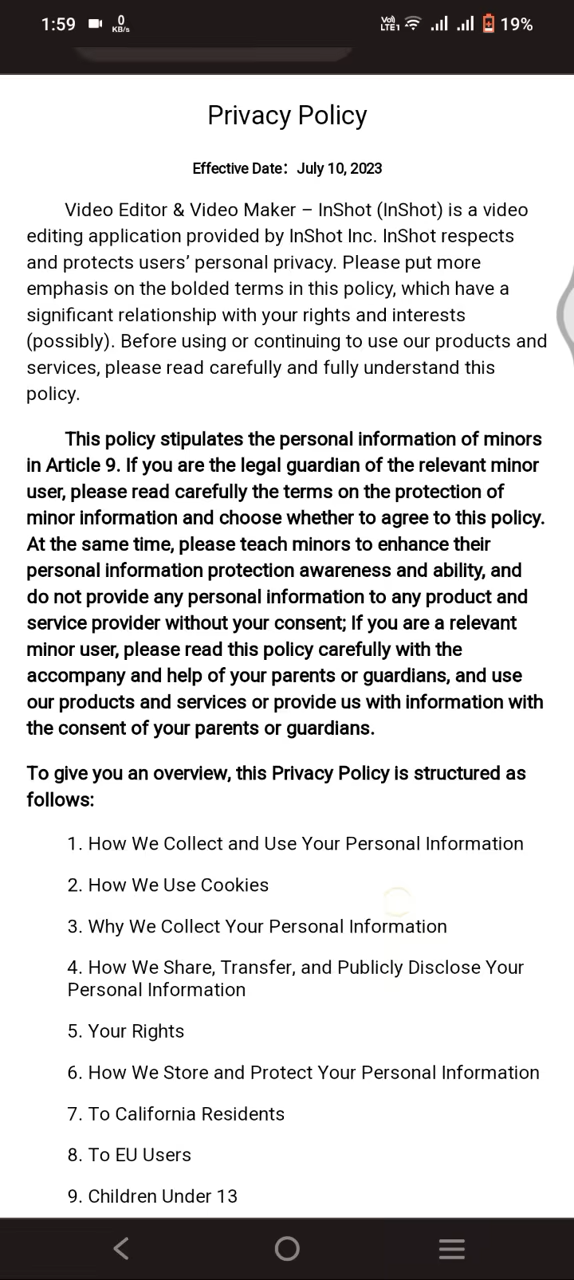 1:59
0
KB/s
Vo)
LTE1
19%
Privacy Policy
Effective Date： July 10, 2023
Video Editor & Video Maker – InShot (InShot) is a video
editing application provided by InShot Inc. InShot respects
and protects users’ personal privacy. Please put more
emphasis on the bolded terms in this policy, which have a
significant relationship with your rights and interests
(possibly). Before using or continuing to use our products and
services, please read carefully and fully understand this
policy.
This policy stipulates the personal information of minors
in Article 9. If you are the legal guardian of the relevant minor
user, please read carefully the terms on the protection of
minor information and choose whether to agree to this policy.
At the same time, please teach minors to enhance their
personal information protection awareness and ability, and
do not provide any personal information to any product and
service provider without your consent; If you are a relevant
minor user, please read this policy carefully with the
accompany and help of your parents or guardians, and use
our products and services or provide us with information with
the consent of your parents or guardians.
To give you an overview, this Privacy Policy is structured as
follows:
1. How We Collect and Use Your Personal Information
2. How We Use Cookies
3. Why We Collect Your Personal Information
4. How We Share, Transfer, and Publicly Disclose Your
Personal Information
5. Your Rights
6. How We Store and Protect Your Personal Information
7. To California Residents
8. To EU Users
9. Children Under 13